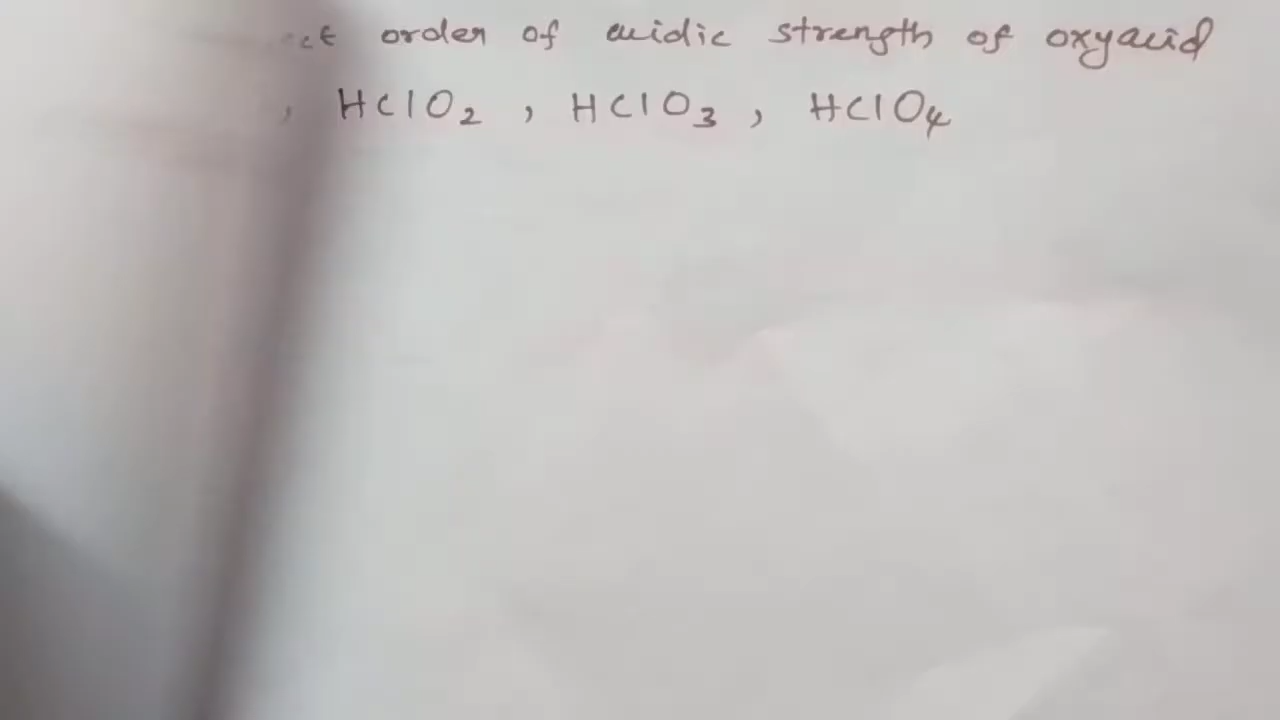 order of acidic strength of oxyacid
, HClO2 , HClO3 , HClO4